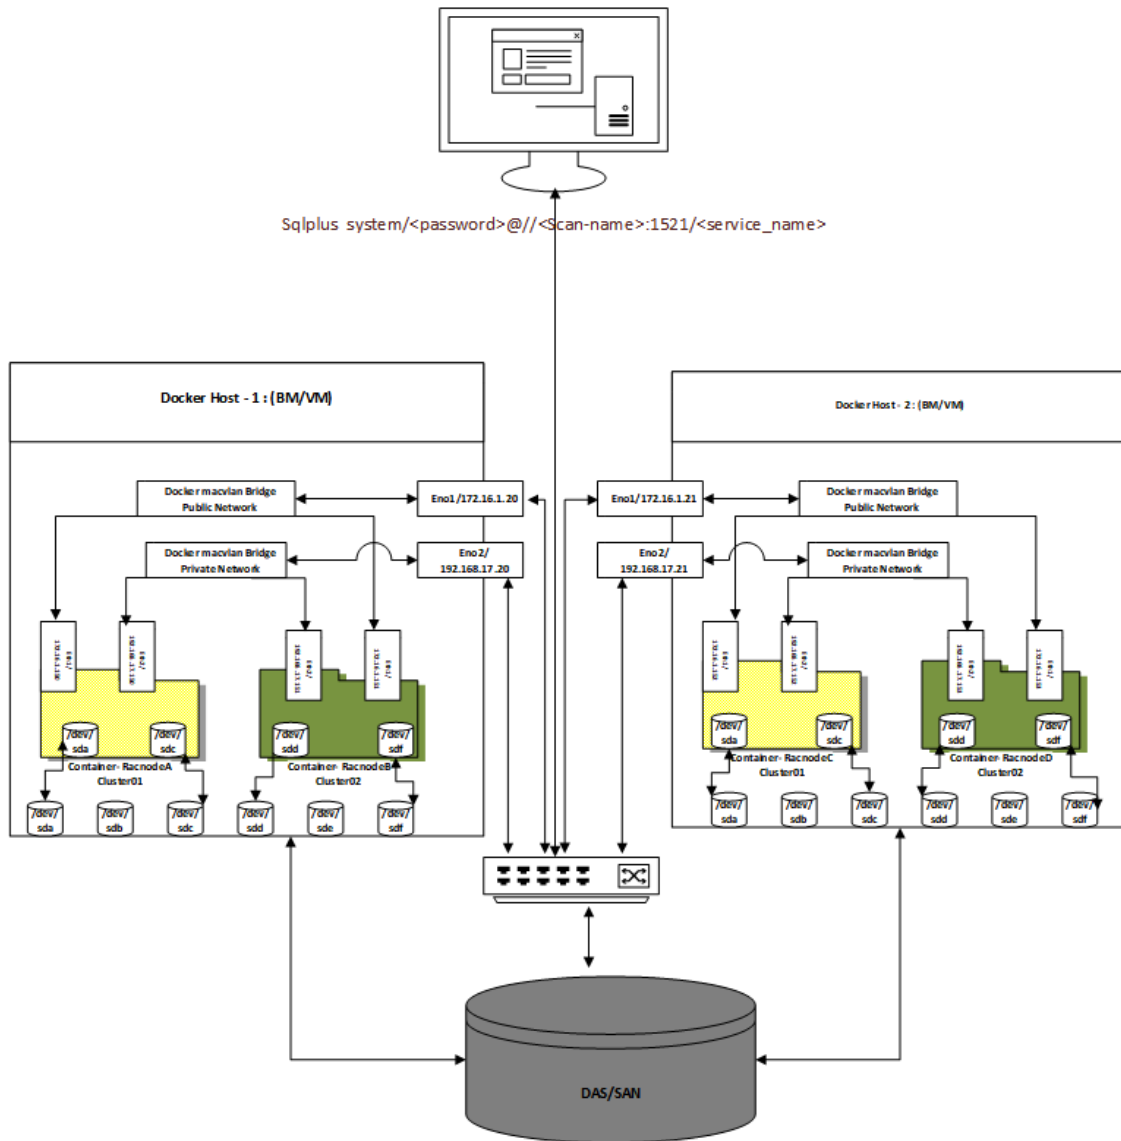 Sqlplus system/<password>@//<Scan-name>:1521/<service_name>
Docker Host - 1 : (BM/VM)
Docker Host - 2 : (BM/VM)
Docker macvlan Bridge
Public Network
Eno1/172.16.1.20
Eno1/172.16.1.21
Docker macvlan Bridge
Public Network
Docker macvlan Bridge
Private Network
Eno2/
192.168.17.20
Eno2/
192.168.17.21
Docker macvlan Bridge
Private Network
/dev/
sda
/dev/
sdc
/dev/
sdd
/dev/
sdf
/dev/
sda
/dev/
sdc
/dev/
sdd
/dev/
sdf
Container- RacnodeA
Cluster01
Container- RacnodeB
Cluster02
Container- RacnodeC
Cluster01
Container- RacnodeD
Cluster02
/dev/
sda
/dev/
sdb
/dev/
sdc
/dev/
sdd
/dev/
sde
/dev/
sdf
/dev/
sda
/dev/
sdb
/dev/
sdc
/dev/
sdd
/dev/
sde
/dev/
sdf
DAS/SAN